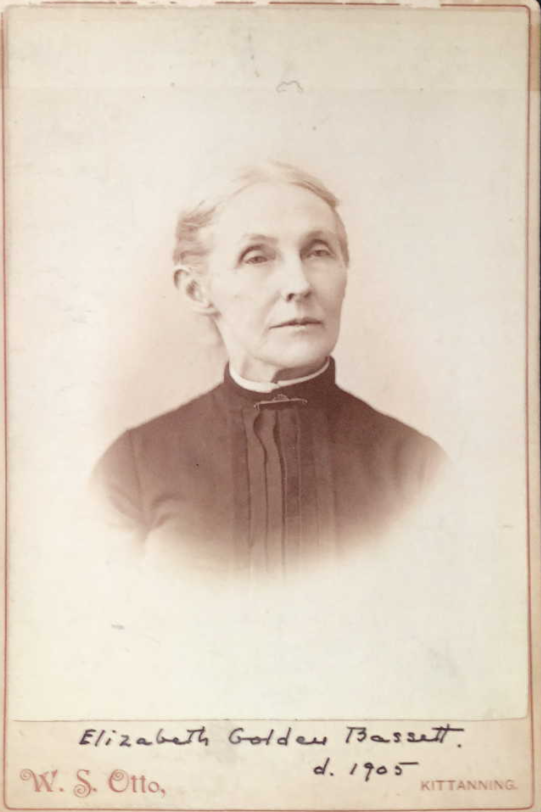 Elizabeth Golden Bassett.
d. 1905
W. S. Otto,
KITTANNING.